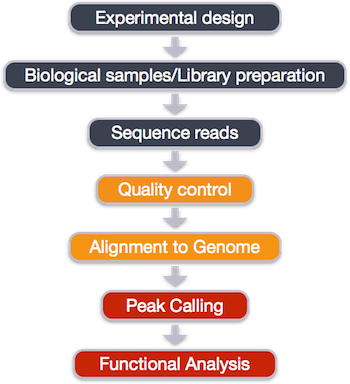 Experimental design
Biological samples/Library preparation
Sequence reads
Quality control
Alignment to Genome
Peak Calling
Functional Analysis